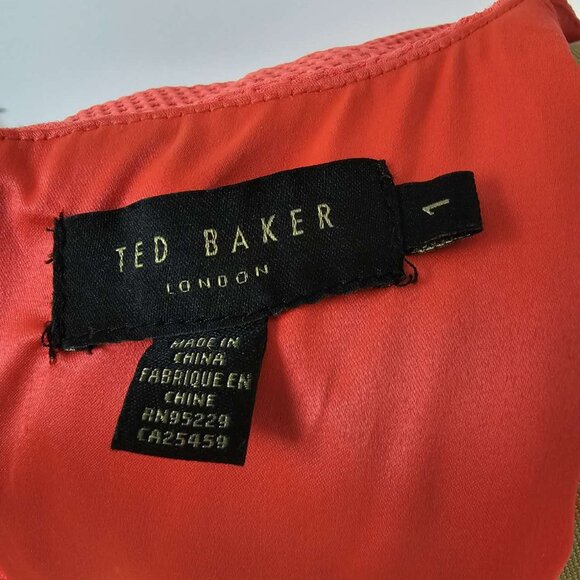 TED BAKER
LONDON
1
MADE IN
CHINA
FABRIQUE EN
CHINE
RN95229
CA25459